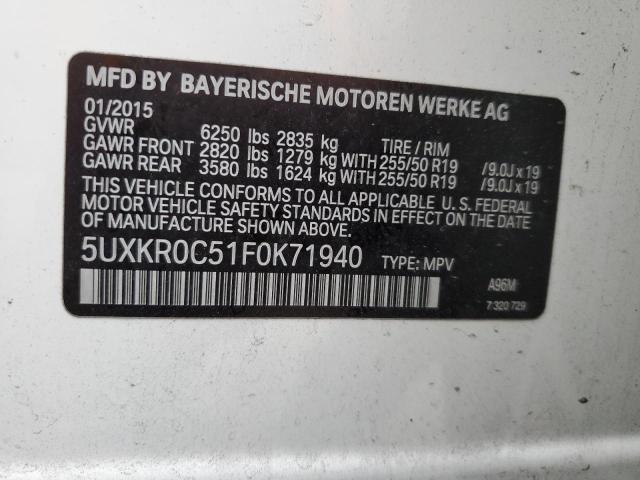 MFD BY BAYERISCHE MOTOREN WERKE AG
01/2015
GVWR 6250 lbs 2835 kg TIRE / RIM
GAWR FRONT 2820 lbs 1279 kg WITH 255/50 R19 / 9.0J x 19
GAWR REAR 3580 lbs 1624 kg WITH 255/50 R19 / 9.0J x 19
THIS VEHICLE CONFORMS TO ALL APPLICABLE U. S. FEDERAL
MOTOR VEHICLE SAFETY STANDARDS IN EFFECT ON THE DATE
OF MANUFACTURE SHOWN ABOVE.
5UXKR0C51F0K71940 TYPE: MPV
A96M
7 320 729